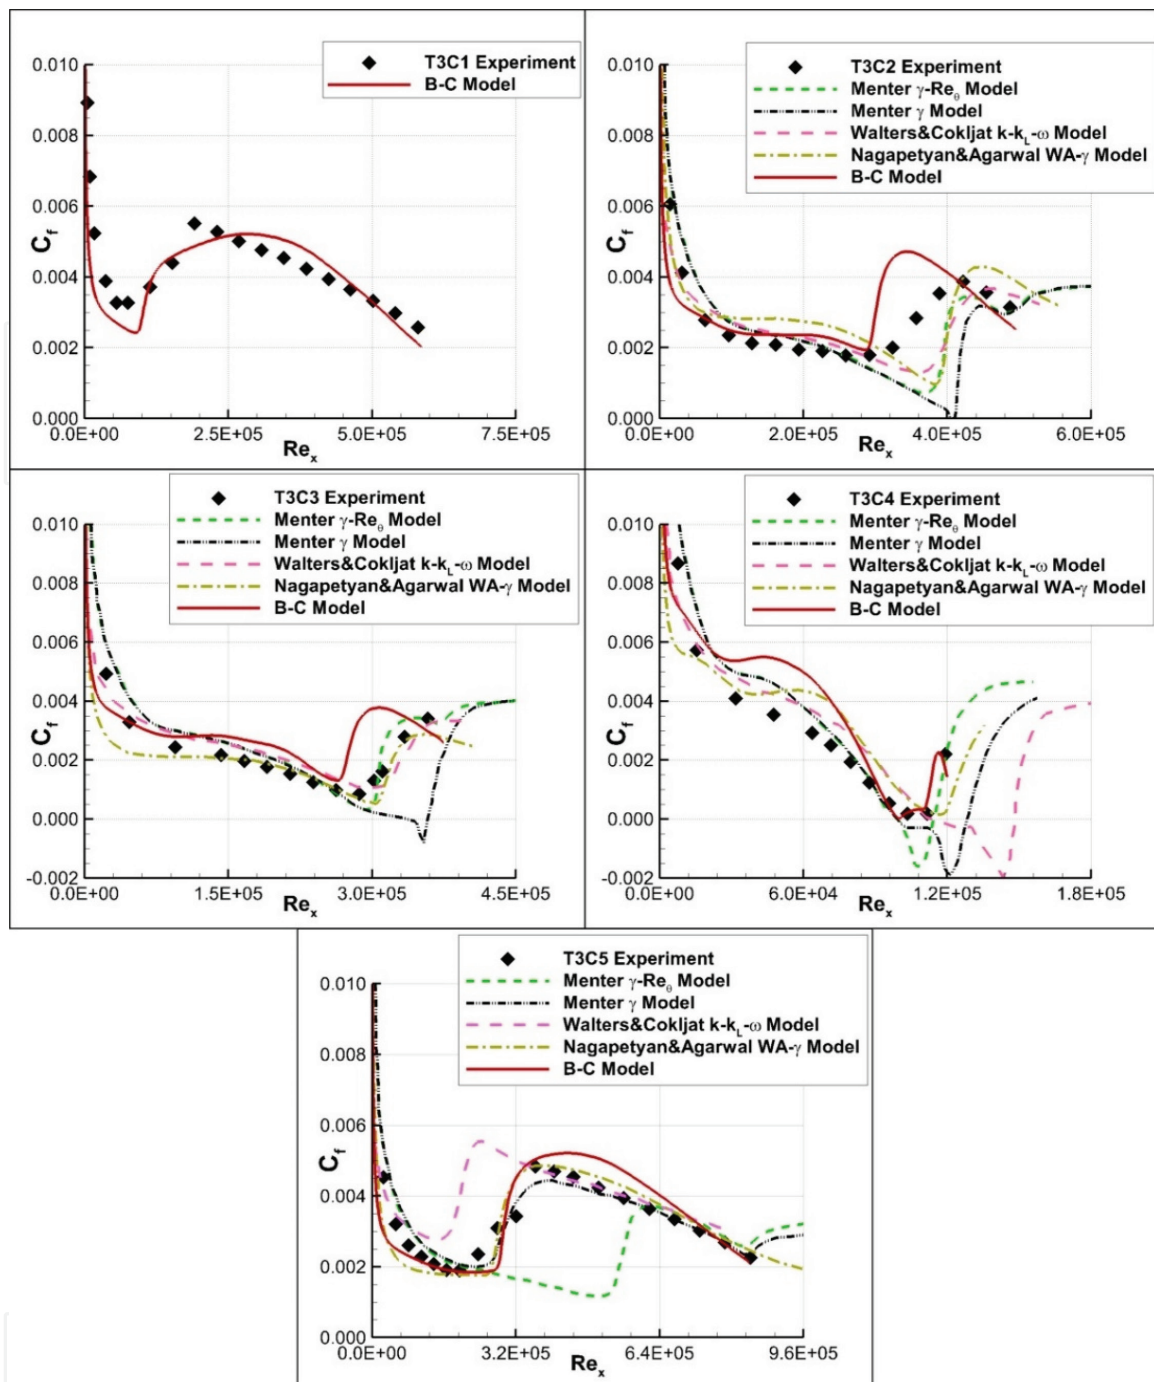 T3C1 Experiment
B-C Model
0.010
0.008
0.006
0.004
0.002
0.000
C_f
0.0E+00 2.5E+05 5.0E+05 7.5E+05
Re_x
T3C2 Experiment
Menter γ-Re_θ Model
Menter γ Model
Walters&Cokljat k-k_L-ω Model
Nagapetyan&Agarwal WA-γ Model
B-C Model
0.010
0.008
0.006
0.004
0.002
0.000
C_f
0.0E+00 2.0E+05 4.0E+05 6.0E+05
Re_x
T3C3 Experiment
Menter γ-Re_θ Model
Menter γ Model
Walters&Cokljat k-k_L-ω Model
Nagapetyan&Agarwal WA-γ Model
B-C Model
0.010
0.008
0.006
0.004
0.002
0.000
-0.002
C_f
0.0E+00 1.5E+05 3.0E+05 4.5E+05
Re_x
T3C4 Experiment
Menter γ-Re_θ Model
Menter γ Model
Walters&Cokljat k-k_L-ω Model
Nagapetyan&Agarwal WA-γ Model
B-C Model
0.010
0.008
0.006
0.004
0.002
0.000
-0.002
C_f
0.0E+00 6.0E+04 1.2E+05 1.8E+05
Re_x
T3C5 Experiment
Menter γ-Re_θ Model
Menter γ Model
Walters&Cokljat k-k_L-ω Model
Nagapetyan&Agarwal WA-γ Model
B-C Model
0.010
0.008
0.006
0.004
0.002
0.000
C_f
0.0E+00 3.2E+05 6.4E+05 9.6E+05
Re_x